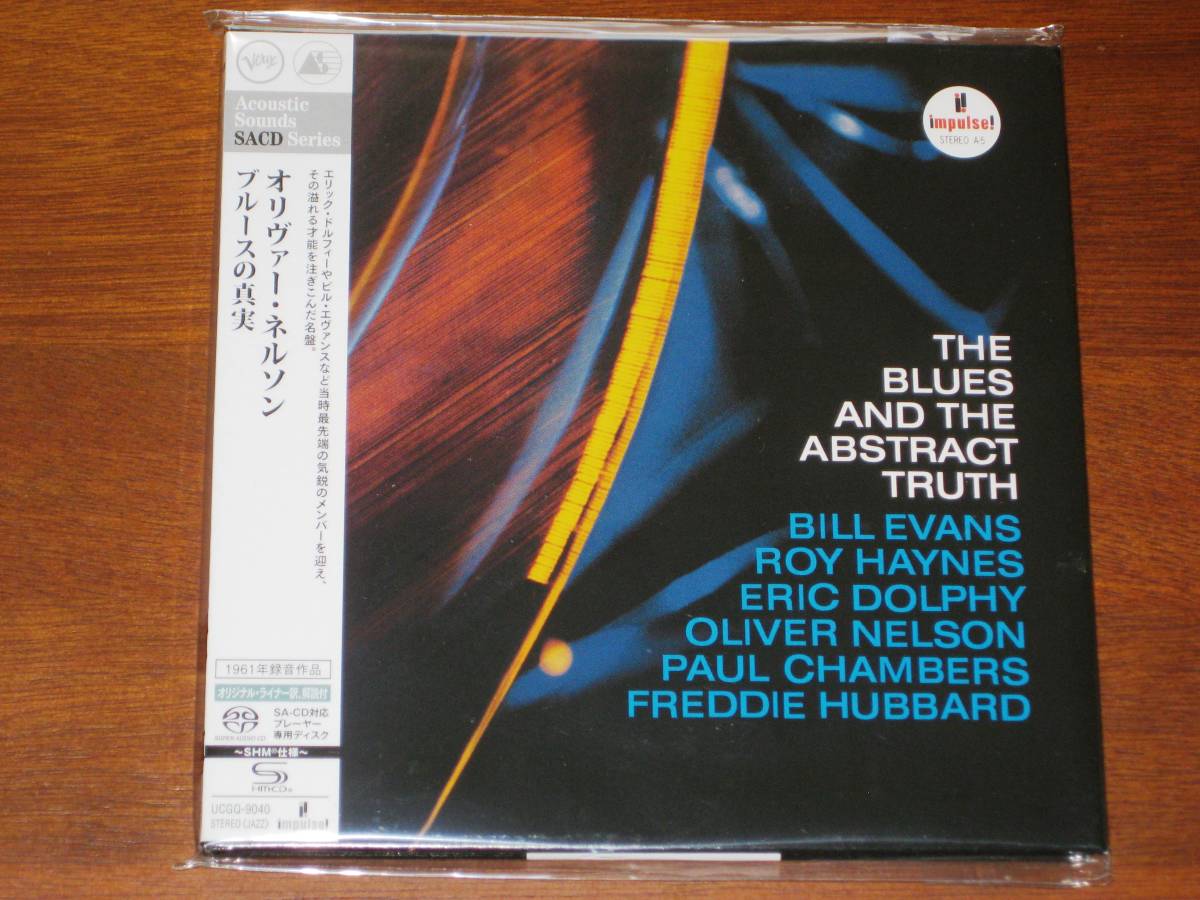 Verve
Acoustic
Sounds
SACD Series
オリヴァー・ネルソン
ブルースの真実
エリック・ドルフィーやビル・エヴァンスなど当時最先端の気鋭のメンバーを迎え、
その溢れる才能を注ぎこんだ名盤。
1961年録音作品
オリジナル・ライナー訳、解説付
SUPER AUDIO CD
SA-CD対応
プレーヤー
専用ディスク
～SHM®仕様～
SHM-CD®
UCGQ-9040
STEREO (JAZZ)
impulse!
impulse!
STEREO A-5
THE
BLUES
AND THE
ABSTRACT
TRUTH
BILL EVANS
ROY HAYNES
ERIC DOLPHY
OLIVER NELSON
PAUL CHAMBERS
FREDDIE HUBBARD